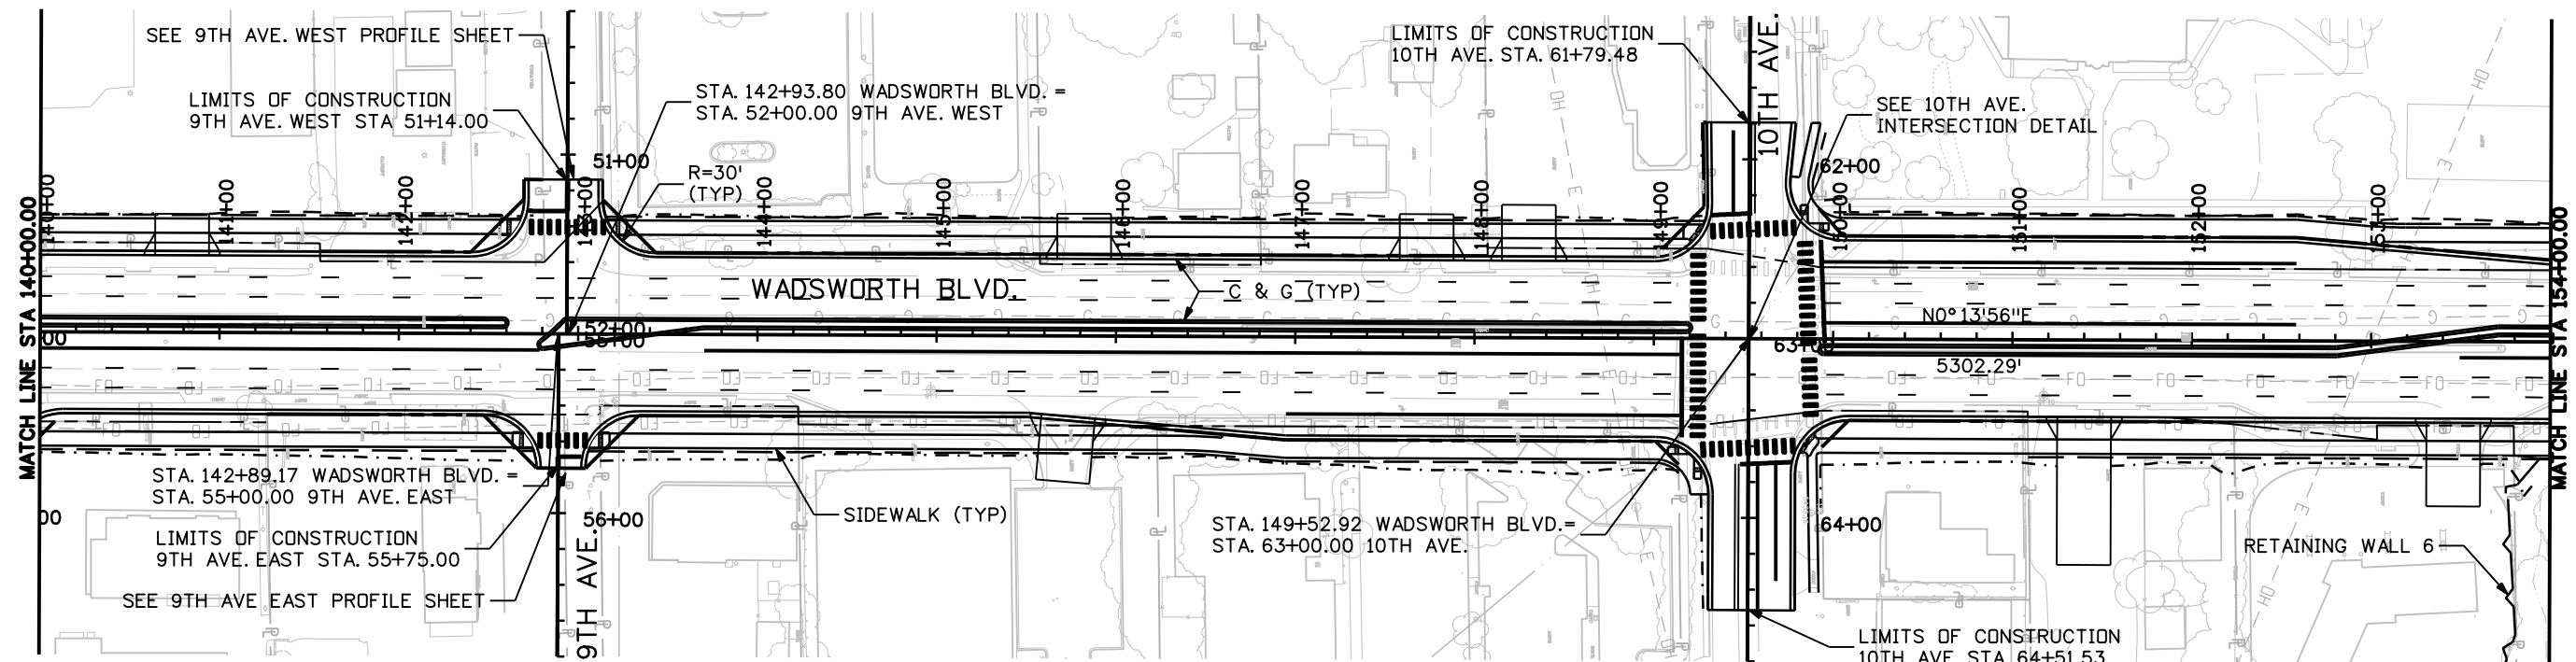 SEE 9TH AVE. WEST PROFILE SHEET
LIMITS OF CONSTRUCTION
9TH AVE. WEST STA 51+14.00
STA. 142+93.80 WADSWORTH BLVD. =
STA. 52+00.00 9TH AVE. WEST
R=30'
(TYP)
51+00
LIMITS OF CONSTRUCTION
10TH AVE. STA. 61+79.48
10TH AVE.
SEE 10TH AVE.
INTERSECTION DETAIL
62+00
MATCH LINE STA 140+00.00
140+00
141+00
142+00
143+00
144+00
145+00
146+00
147+00
148+00
149+00
150+00
151+00
152+00
153+00
MATCH LINE STA 154+00.00
WADSWORTH BLVD.
C & G (TYP)
N0°13'56"E
5302.29'
00
52+00
55+00
63+00
STA. 142+89.17 WADSWORTH BLVD. =
STA. 55+00.00 9TH AVE. EAST
00
LIMITS OF CONSTRUCTION
9TH AVE. EAST STA. 55+75.00
SEE 9TH AVE EAST PROFILE SHEET
9TH AVE.
56+00
SIDEWALK (TYP)
STA. 149+52.92 WADSWORTH BLVD.=
STA. 63+00.00 10TH AVE.
64+00
RETAINING WALL 6
LIMITS OF CONSTRUCTION
10TH AVE STA 64+51.53